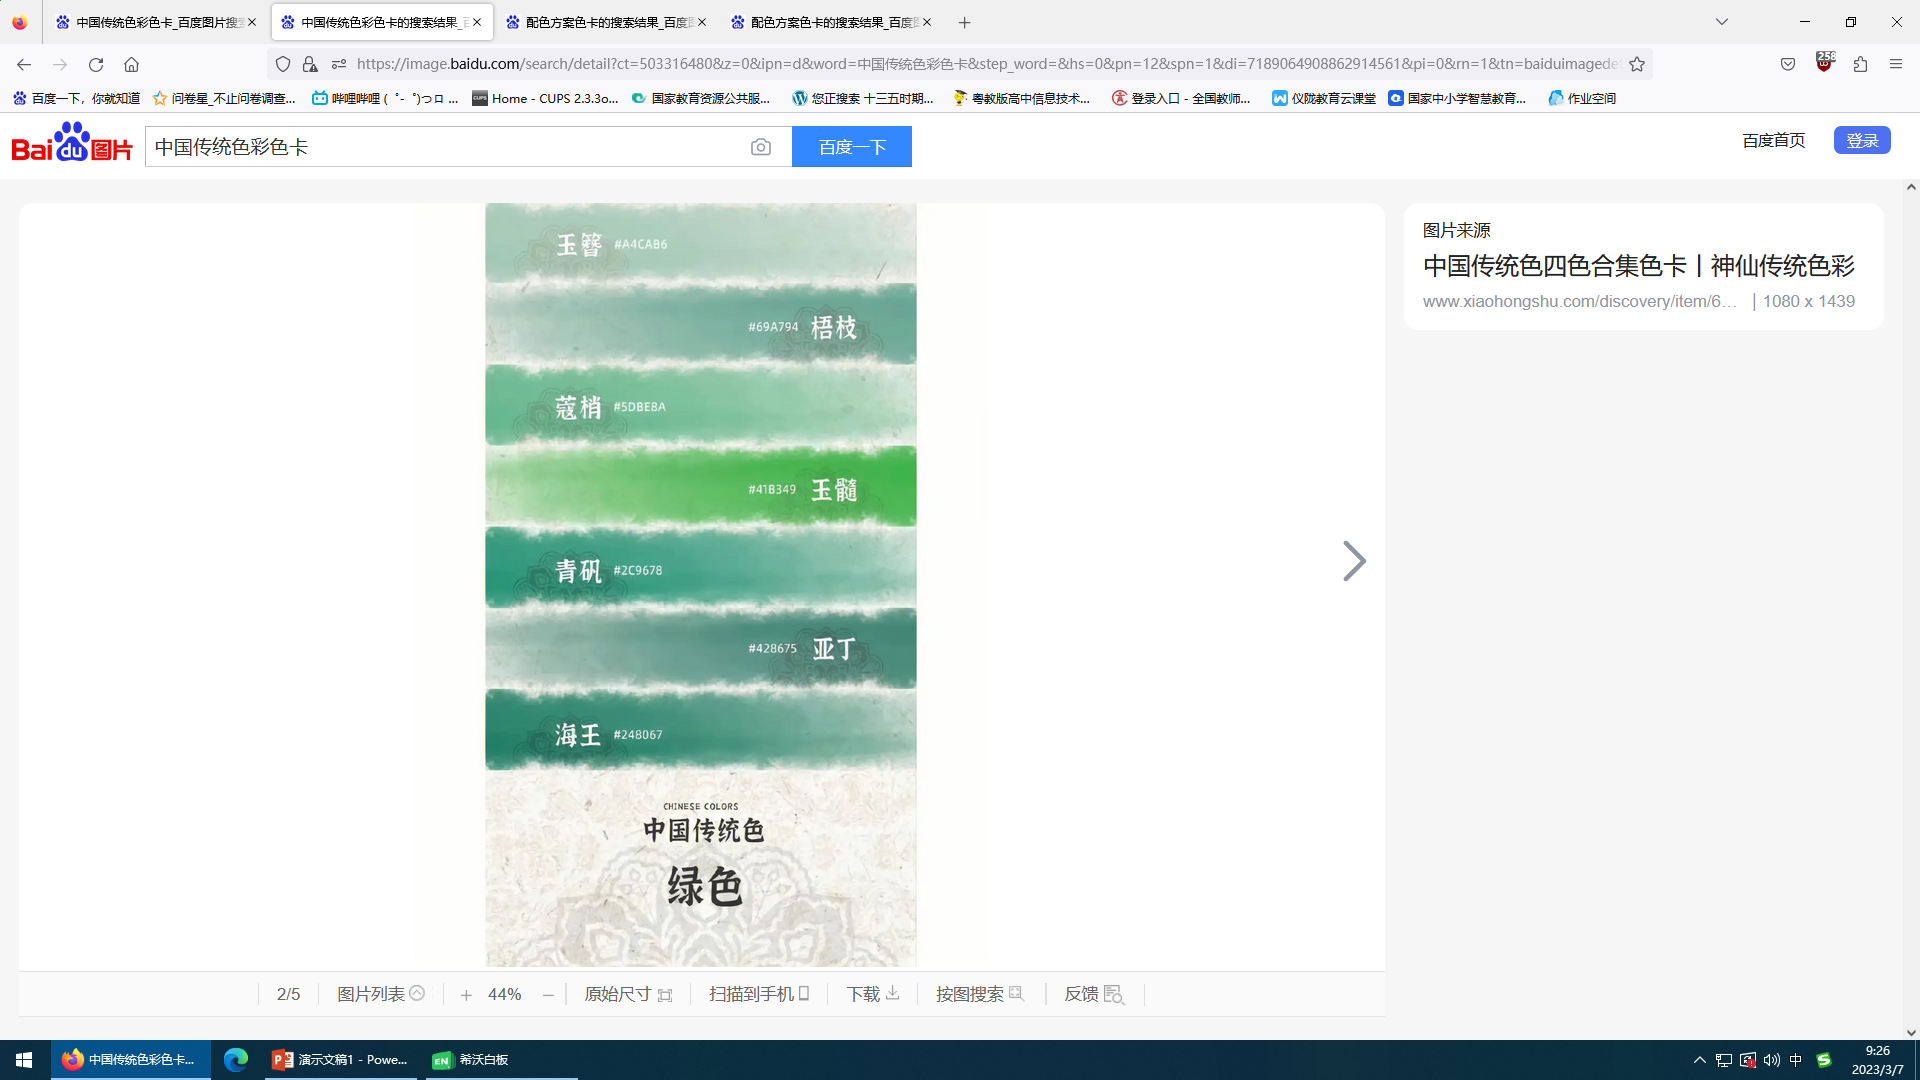 中国传统色彩色卡_百度图片搜索
中国传统色彩色卡的搜索结果_百
配色方案色卡的搜索结果_百度图
配色方案色卡的搜索结果_百度图
https://image.baidu.com/search/detail?ct=503316480&z=0&ipn=d&word=中国传统色彩色卡&step_word=&hs=0&pn=12&spn=1&di=7189064908862914561&pi=0&rn=1&tn=baiduimagede
258
百度一下，你就知道
问卷星_不止问卷调查...
哔哩哔哩 ( ゜- ゜)つロ ...
CUPS Home - CUPS 2.3.3o...
国家教育资源公共服...
您正搜索 十三五时期...
粤教版高中信息技术...
登录入口 - 全国教师...
仪陇教育云课堂
国家中小学智慧教育...
作业空间
Bai du 图片
中国传统色彩色卡
百度一下
百度首页
登录
玉簪 #A4CAB6
#69A794 梧枝
蔻梢 #5DBE8A
#41B349 玉髓
青矾 #2C9678
#428675 亚丁
海王 #248067
CHINESE COLORS
中国传统色
绿色
图片来源
中国传统色四色合集色卡丨神仙传统色彩
www.xiaohongshu.com/discovery/item/6... | 1080 x 1439
2/5
图片列表
+ 44% −
原始尺寸
扫描到手机
下载
按图搜索
反馈
中国传统色彩色卡...
演示文稿1 - Powe...
EN 希沃白板
中
9:26
2023/3/7